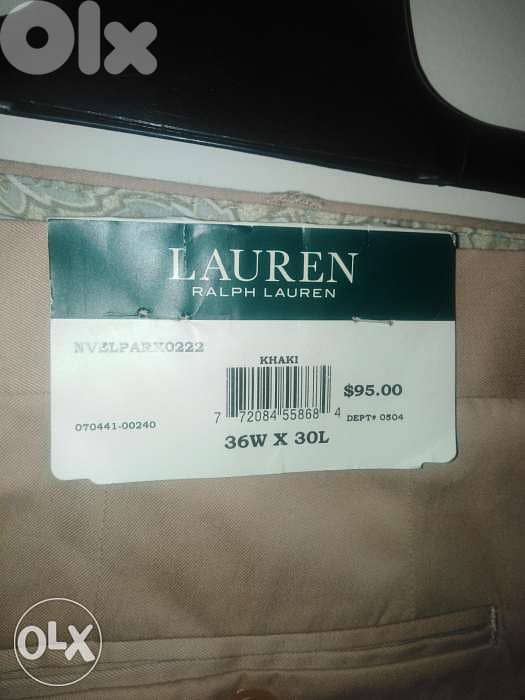 OLX
LAUREN
RALPH LAUREN
NVELPARK0222
KHAKI
$95.00
7 72084 55868 4
DEPT# 0504
070441-00240
36W X 30L
OLX